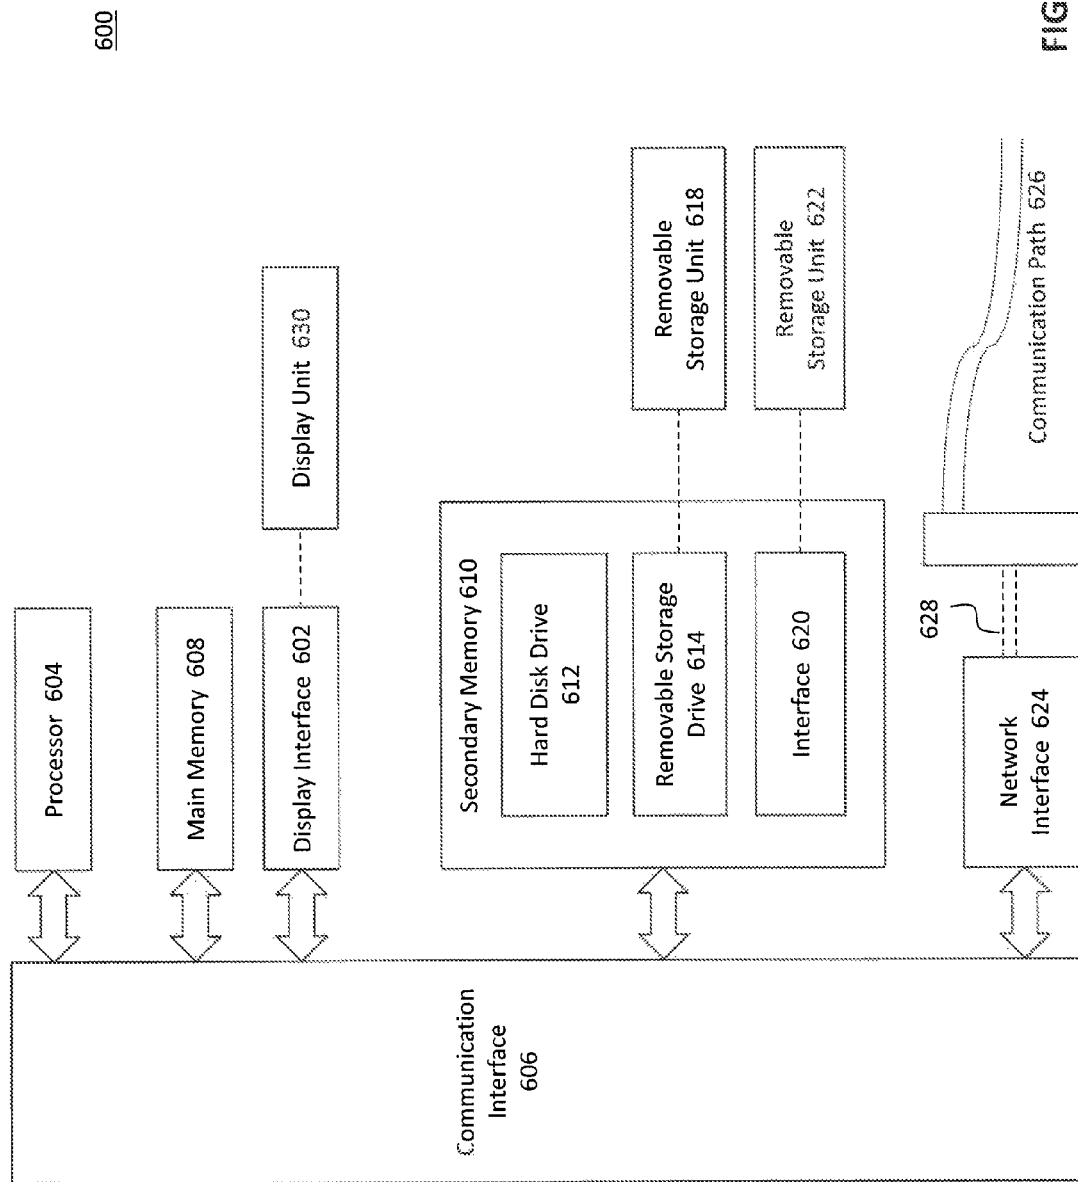 600
Processor 604
Main Memory 608
Display Interface 602
Display Unit 630
Secondary Memory 610
Hard Disk Drive
612
Removable Storage
Drive 614
Removable
Storage Unit 618
Interface 620
Removable
Storage Unit 622
Network
Interface 624
628
Communication Path 626
Communication
Interface
606
FIG